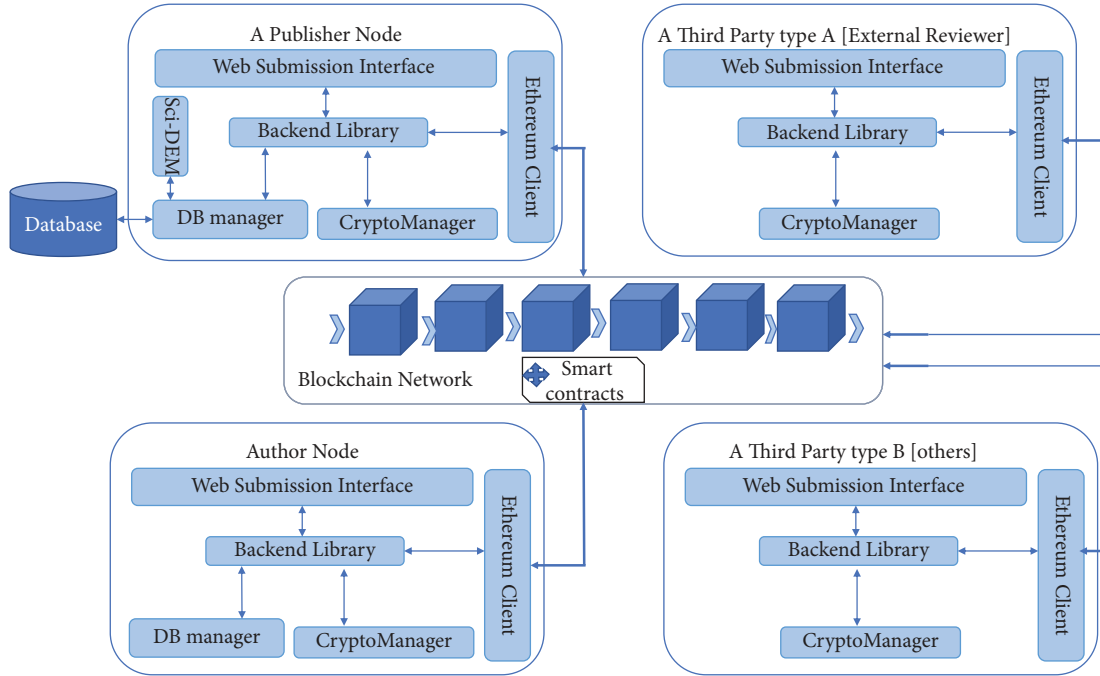 A Publisher Node
Web Submission Interface
Sci-DEM
Backend Library
Ethereum Client
DB manager
CryptoManager
Database
A Third Party type A [External Reviewer]
Web Submission Interface
Backend Library
Ethereum Client
CryptoManager
Blockchain Network
Smart
contracts
Author Node
Web Submission Interface
Backend Library
Ethereum Client
DB manager
CryptoManager
A Third Party type B [others]
Web Submission Interface
Backend Library
Ethereum Client
CryptoManager